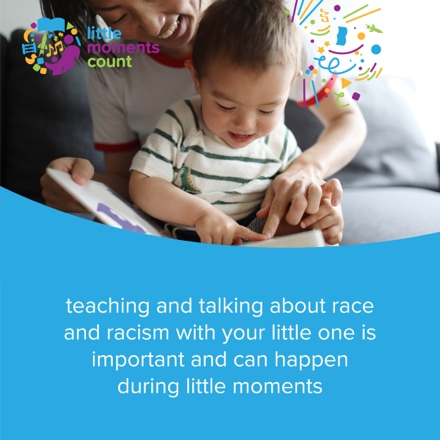 little
moments
count
teaching and talking about race
and racism with your little one is
important and can happen
during little moments